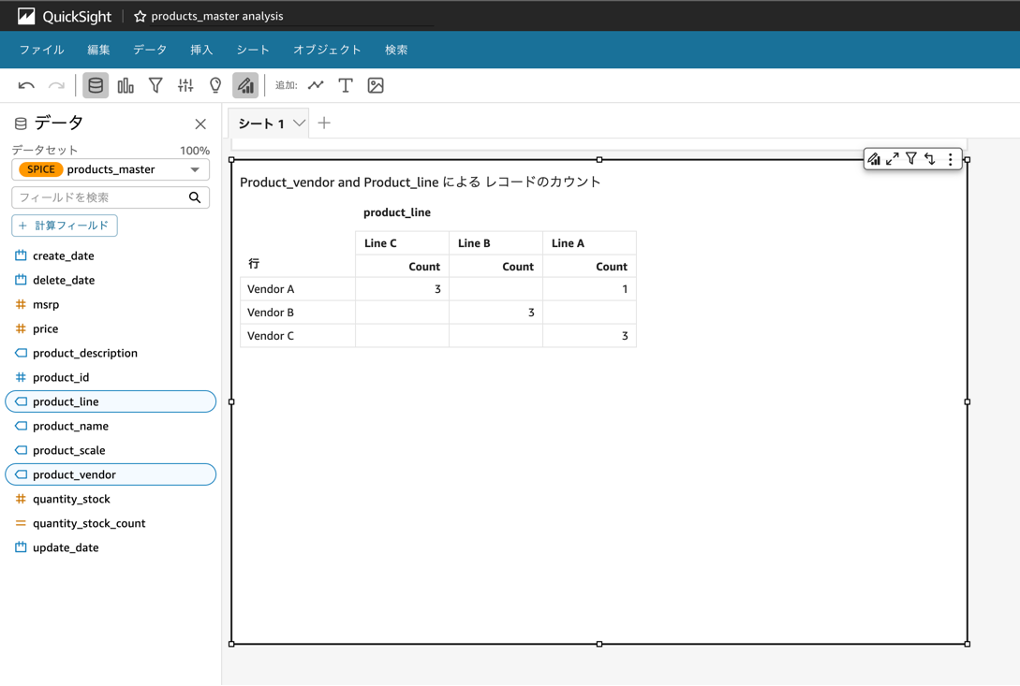 QuickSight products_master analysis
ファイル 編集 データ 挿入 シート オブジェクト 検索
追加: T
データ
データセット 100%
SPICE products_master
フィールドを検索
+ 計算フィールド
create_date
delete_date
msrp
price
product_description
product_id
product_line
product_name
product_scale
product_vendor
quantity_stock
quantity_stock_count
update_date
シート 1
Product_vendor and Product_line による レコードのカウント
product_line
Line C Line B Line A
行 Count Count Count
Vendor A 3 1
Vendor B 3
Vendor C 3